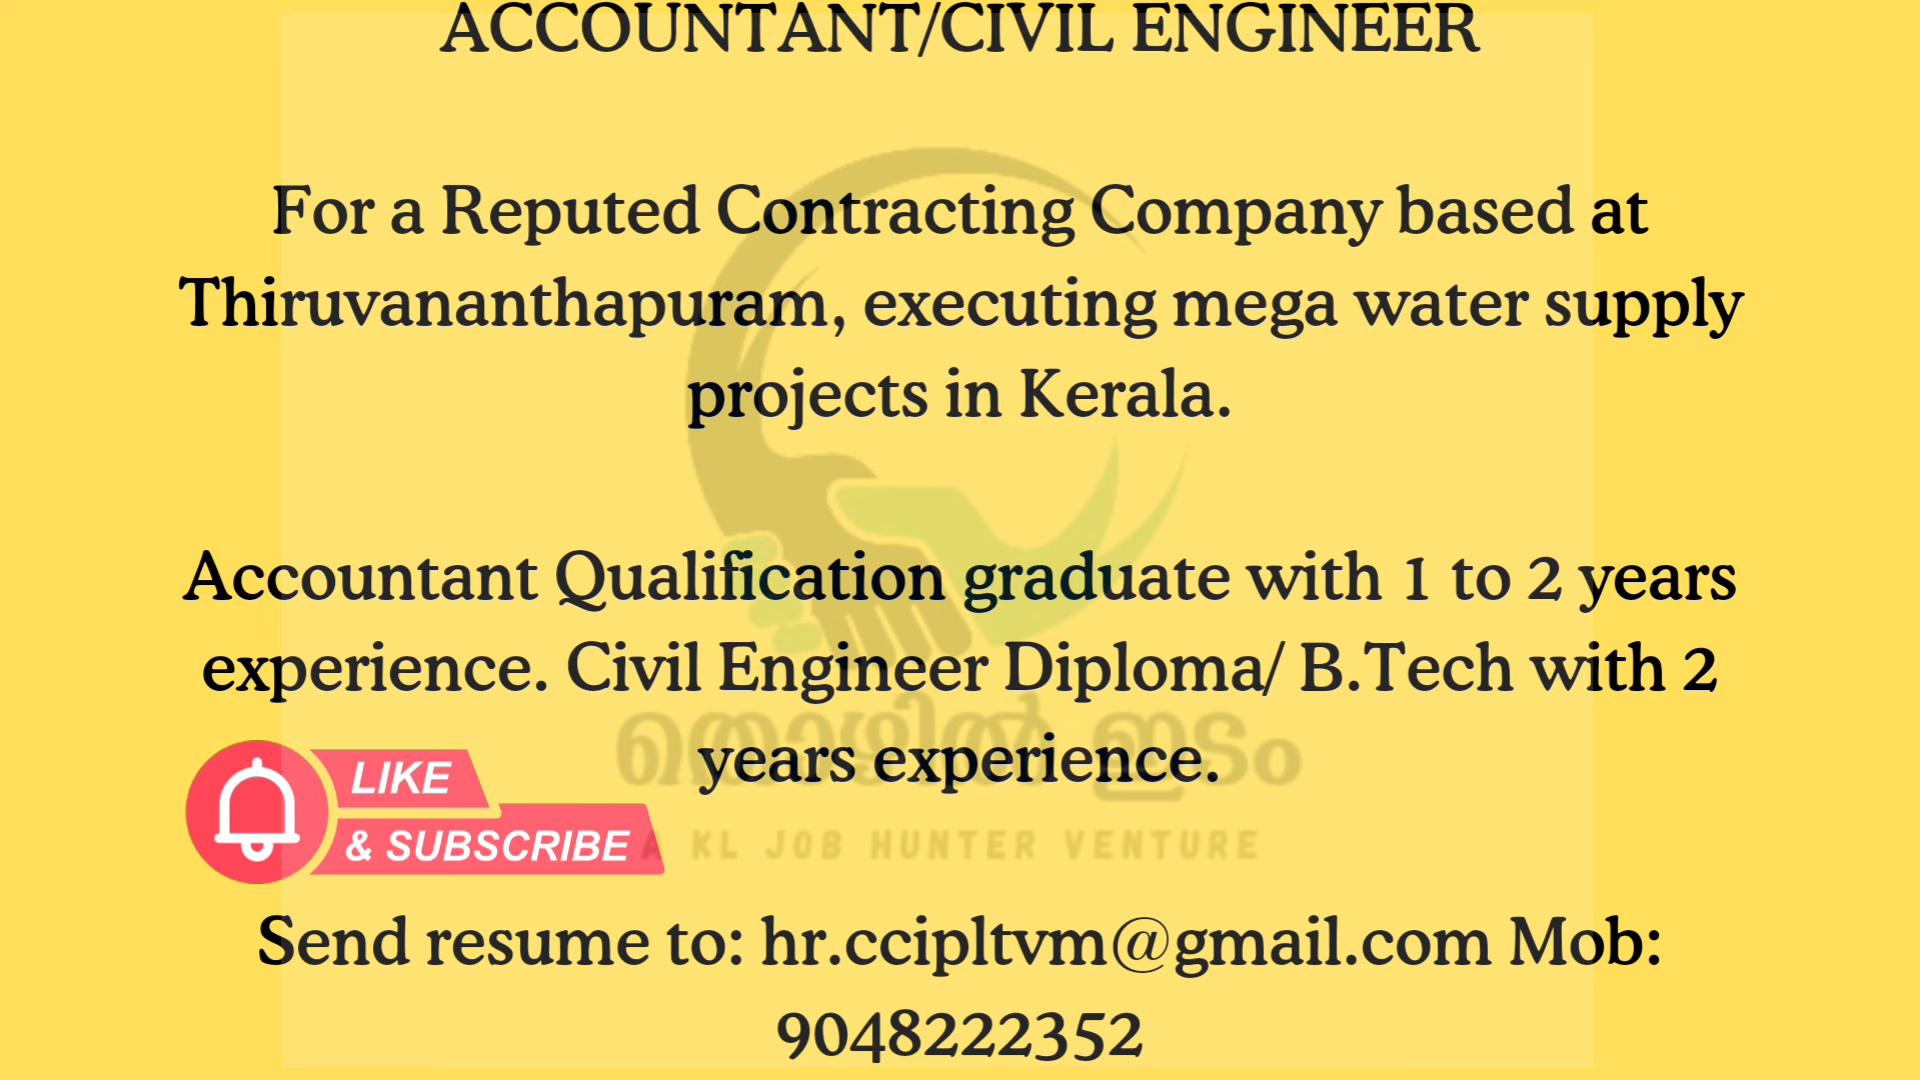 ACCOUNTANT/CIVIL ENGINEER
For a Reputed Contracting Company based at
Thiruvananthapuram, executing mega water supply
projects in Kerala.
Accountant Qualification graduate with 1 to 2 years
experience. Civil Engineer Diploma/ B.Tech with 2
years experience.
തൊഴിൽ ഇടം
LIKE
& SUBSCRIBE
A KL JOB HUNTER VENTURE
Send resume to: hr.ccipltvm@gmail.com Mob:
9048222352